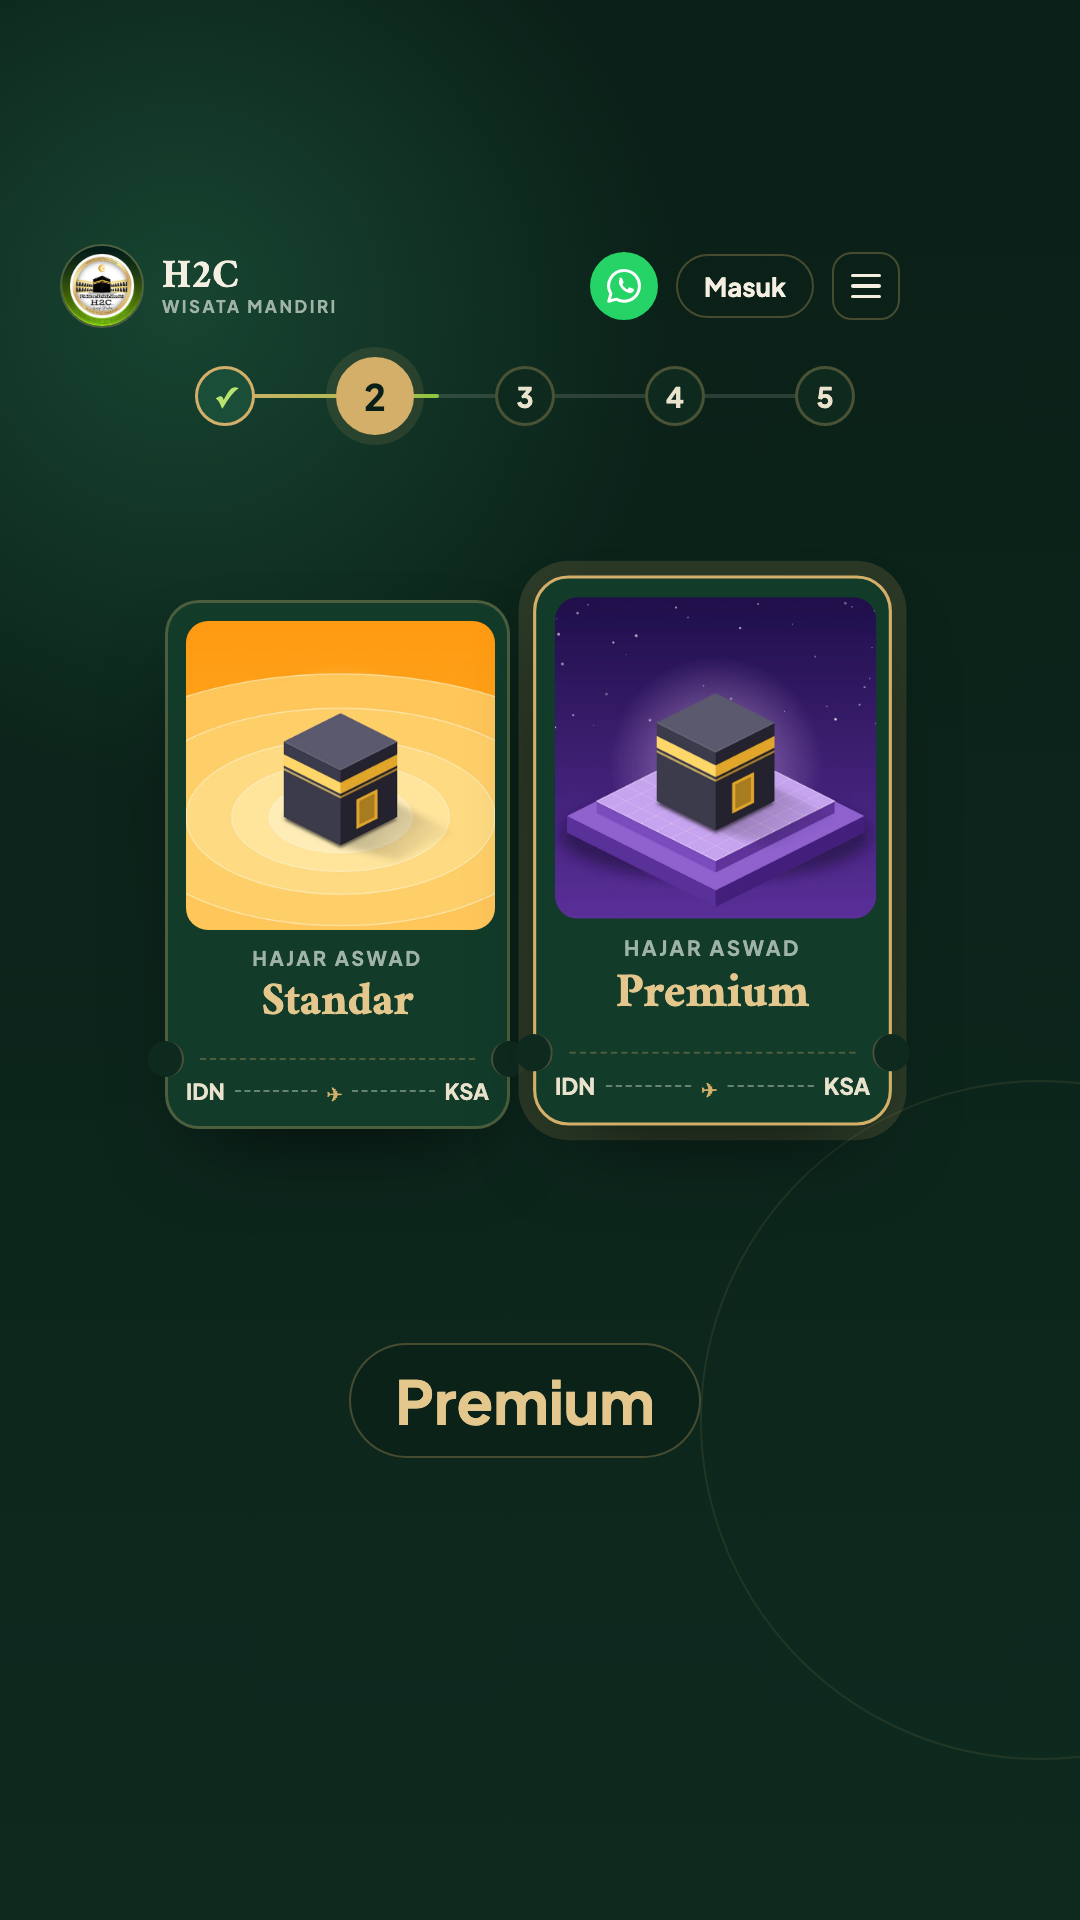 H2C
WISATA MANDIRI
Masuk
2
3
4
5
HAJAR ASWAD
Standar
IDN KSA
HAJAR ASWAD
Premium
IDN KSA
Premium